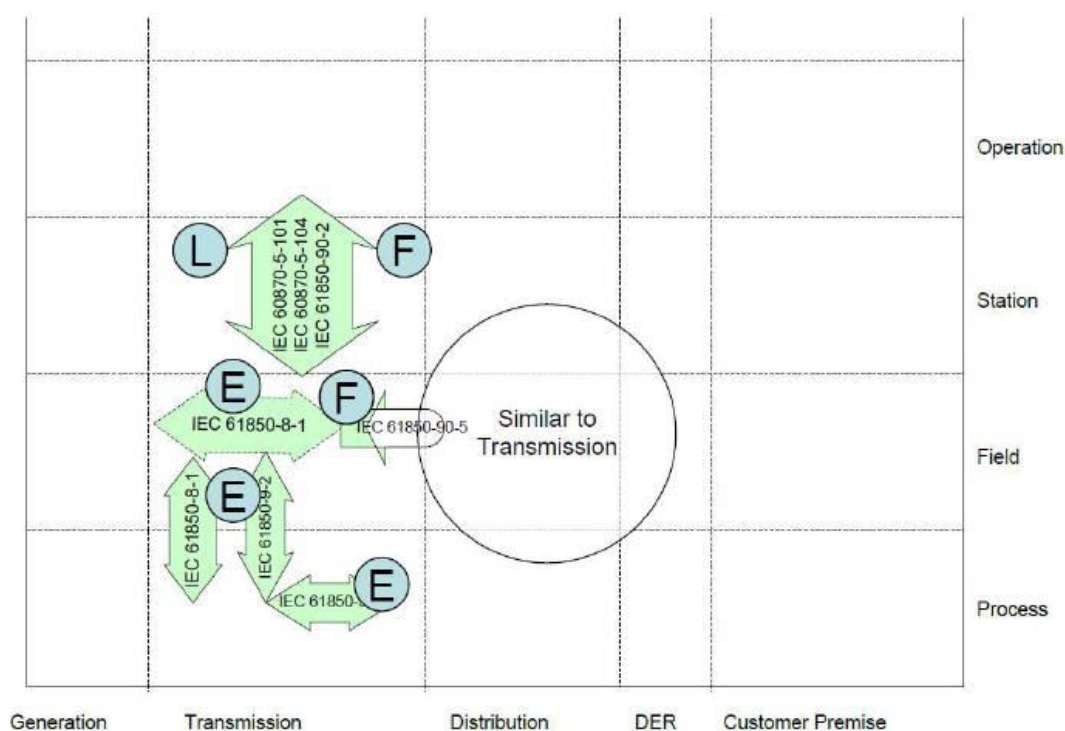 Operation
L
F
IEC 60870-5-101
IEC 60870-5-104
IEC 61850-90-2
Station
E
F
IEC 61850-8-1
IEC 61850-90-5
Similar to
Transmission
Field
E
IEC 61850-8-1
IEC 61850-9-2
E
IEC 61850-
Process
Generation
Transmission
Distribution
DER
Customer Premise